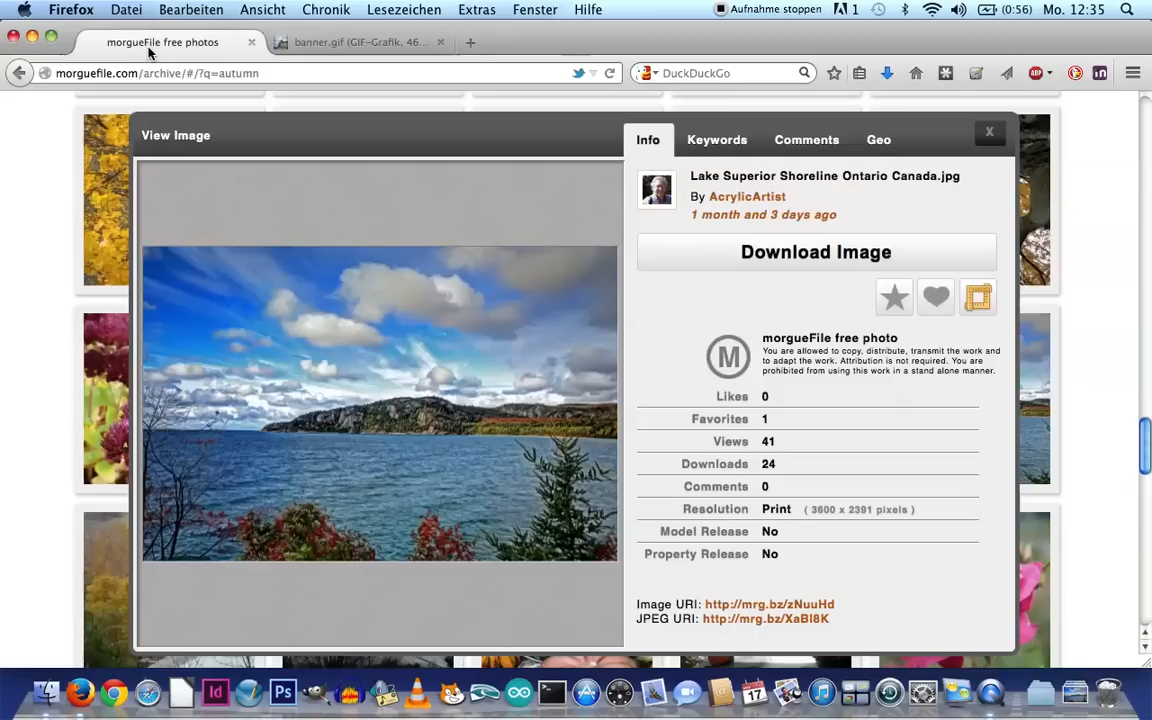 Firefox Datei Bearbeiten Ansicht Chronik Lesezeichen Extras Fenster Hilfe Aufnahme stoppen 1 (0:56) Mo. 12:35
morgueFile free photos banner.gif (GIF-Grafik, 46...
morguefile.com/archive/#/?q=autumn DuckDuckGo ABP in
View Image Info Keywords Comments Geo X
Lake Superior Shoreline Ontario Canada.jpg
By AcrylicArtist
1 month and 3 days ago
Download Image
M
morgueFile free photo
You are allowed to copy, distribute, transmit the work and
to adapt the work. Attribution is not required. You are
prohibited from using this work in a stand alone manner.
Likes 0
Favorites 1
Views 41
Downloads 24
Comments 0
Resolution Print ( 3600 x 2391 pixels )
Model Release No
Property Release No
Image URI: http://mrg.bz/zNuuHd
JPEG URI: http://mrg.bz/XaBI8K
Id Ps 17